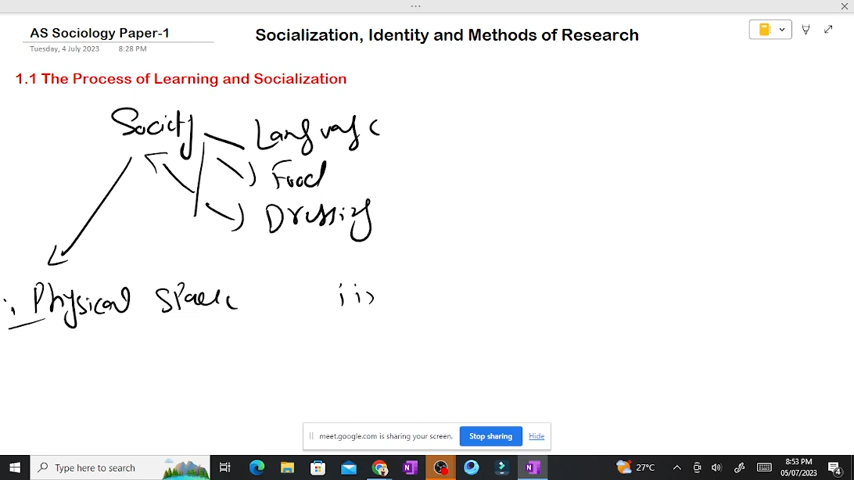 AS Sociology Paper-1
Socialization, Identity and Methods of Research
Tuesday, 4 July 2023 8:28 PM
1.1 The Process of Learning and Socialization
Society
Language
Food
Dressing
i, Physical space
ii)
meet.google.com is sharing your screen.
Stop sharing
Hide
Type here to search
27°C
8:53 PM
05/07/2023
4